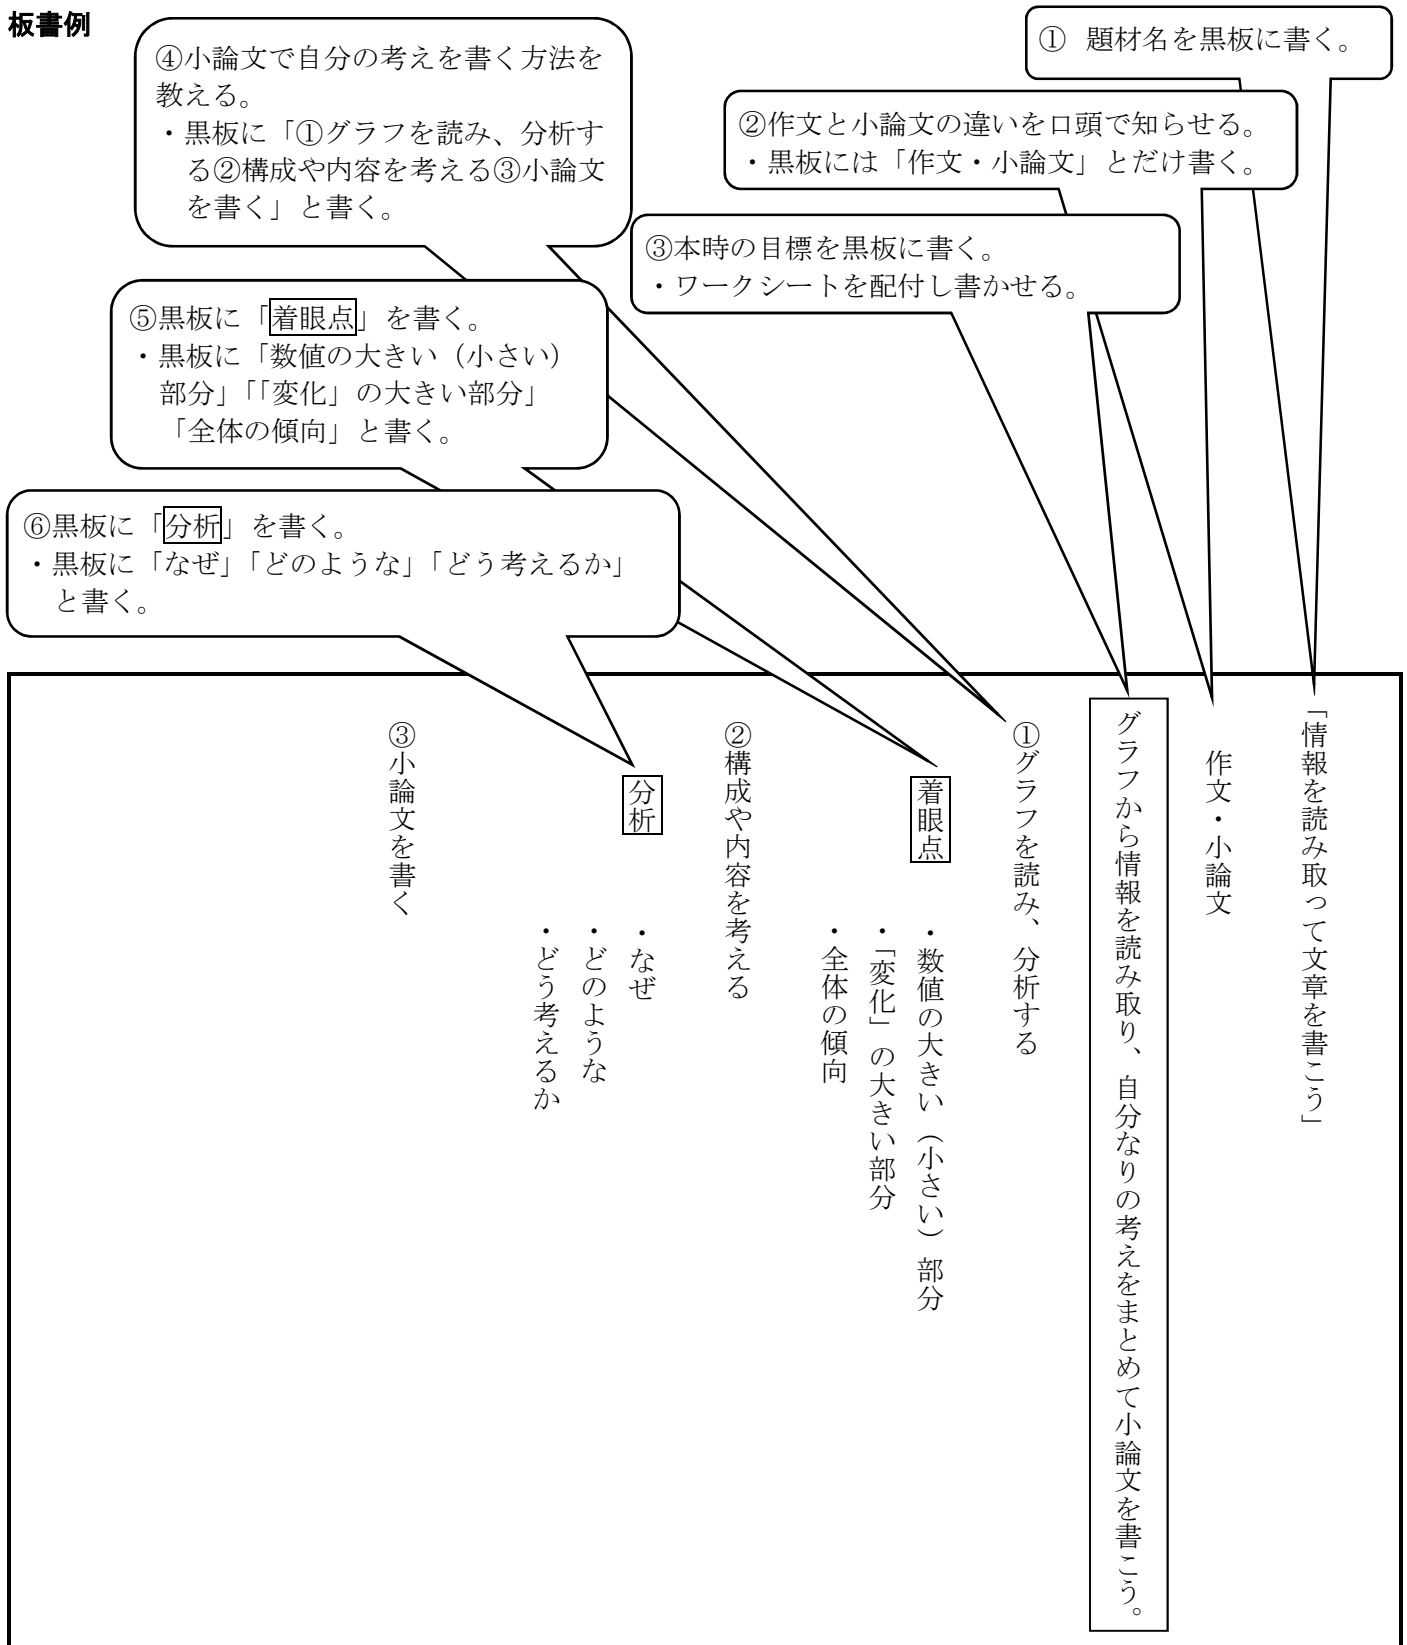 板書例
① 題材名を黒板に書く。
②作文と小論文の違いを口頭で知らせる。
・黒板には「作文・小論文」とだけ書く。
③本時の目標を黒板に書く。
・ワークシートを配付し書かせる。
④小論文で自分の考えを書く方法を
教える。
・黒板に「①グラフを読み、分析す
る②構成や内容を考える③小論文
を書く」と書く。
⑤黒板に「着眼点」を書く。
・黒板に「数値の大きい（小さい）
部分」「「変化」の大きい部分」
「全体の傾向」と書く。
⑥黒板に「分析」を書く。
・黒板に「なぜ」「どのような」「どう考えるか」
と書く。
「情報を読み取って文章を書こう」
作文・小論文
グラフから情報を読み取り、自分なりの考えをまとめて小論文を書こう。
①グラフを読み、分析する
着眼点 ・数値の大きい（小さい）部分
・「変化」の大きい部分
・全体の傾向
②構成や内容を考える
分析 ・なぜ
・どのような
・どう考えるか
③小論文を書く